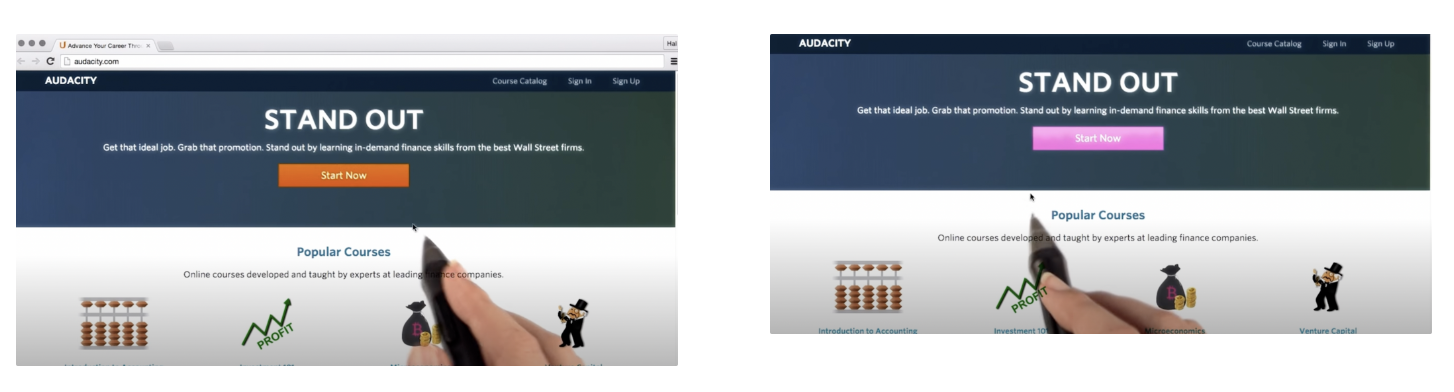 Advance Your Career Thro
Hal
audacity.com
AUDACITY Course Catalog Sign In Sign Up
STAND OUT
Get that ideal job. Grab that promotion. Stand out by learning in-demand finance skills from the best Wall Street firms.
Start Now
Popular Courses
Online courses developed and taught by experts at leading finance companies.
PROFIT
B
AUDACITY Course Catalog Sign In Sign Up
STAND OUT
Get that ideal job. Grab that promotion. Stand out by learning in-demand finance skills from the best Wall Street firms.
Start Now
Popular Courses
Online courses developed and taught by experts at leading finance companies.
PROFIT
B
Introduction to Accounting Investment 101 Microeconomics Venture Capital